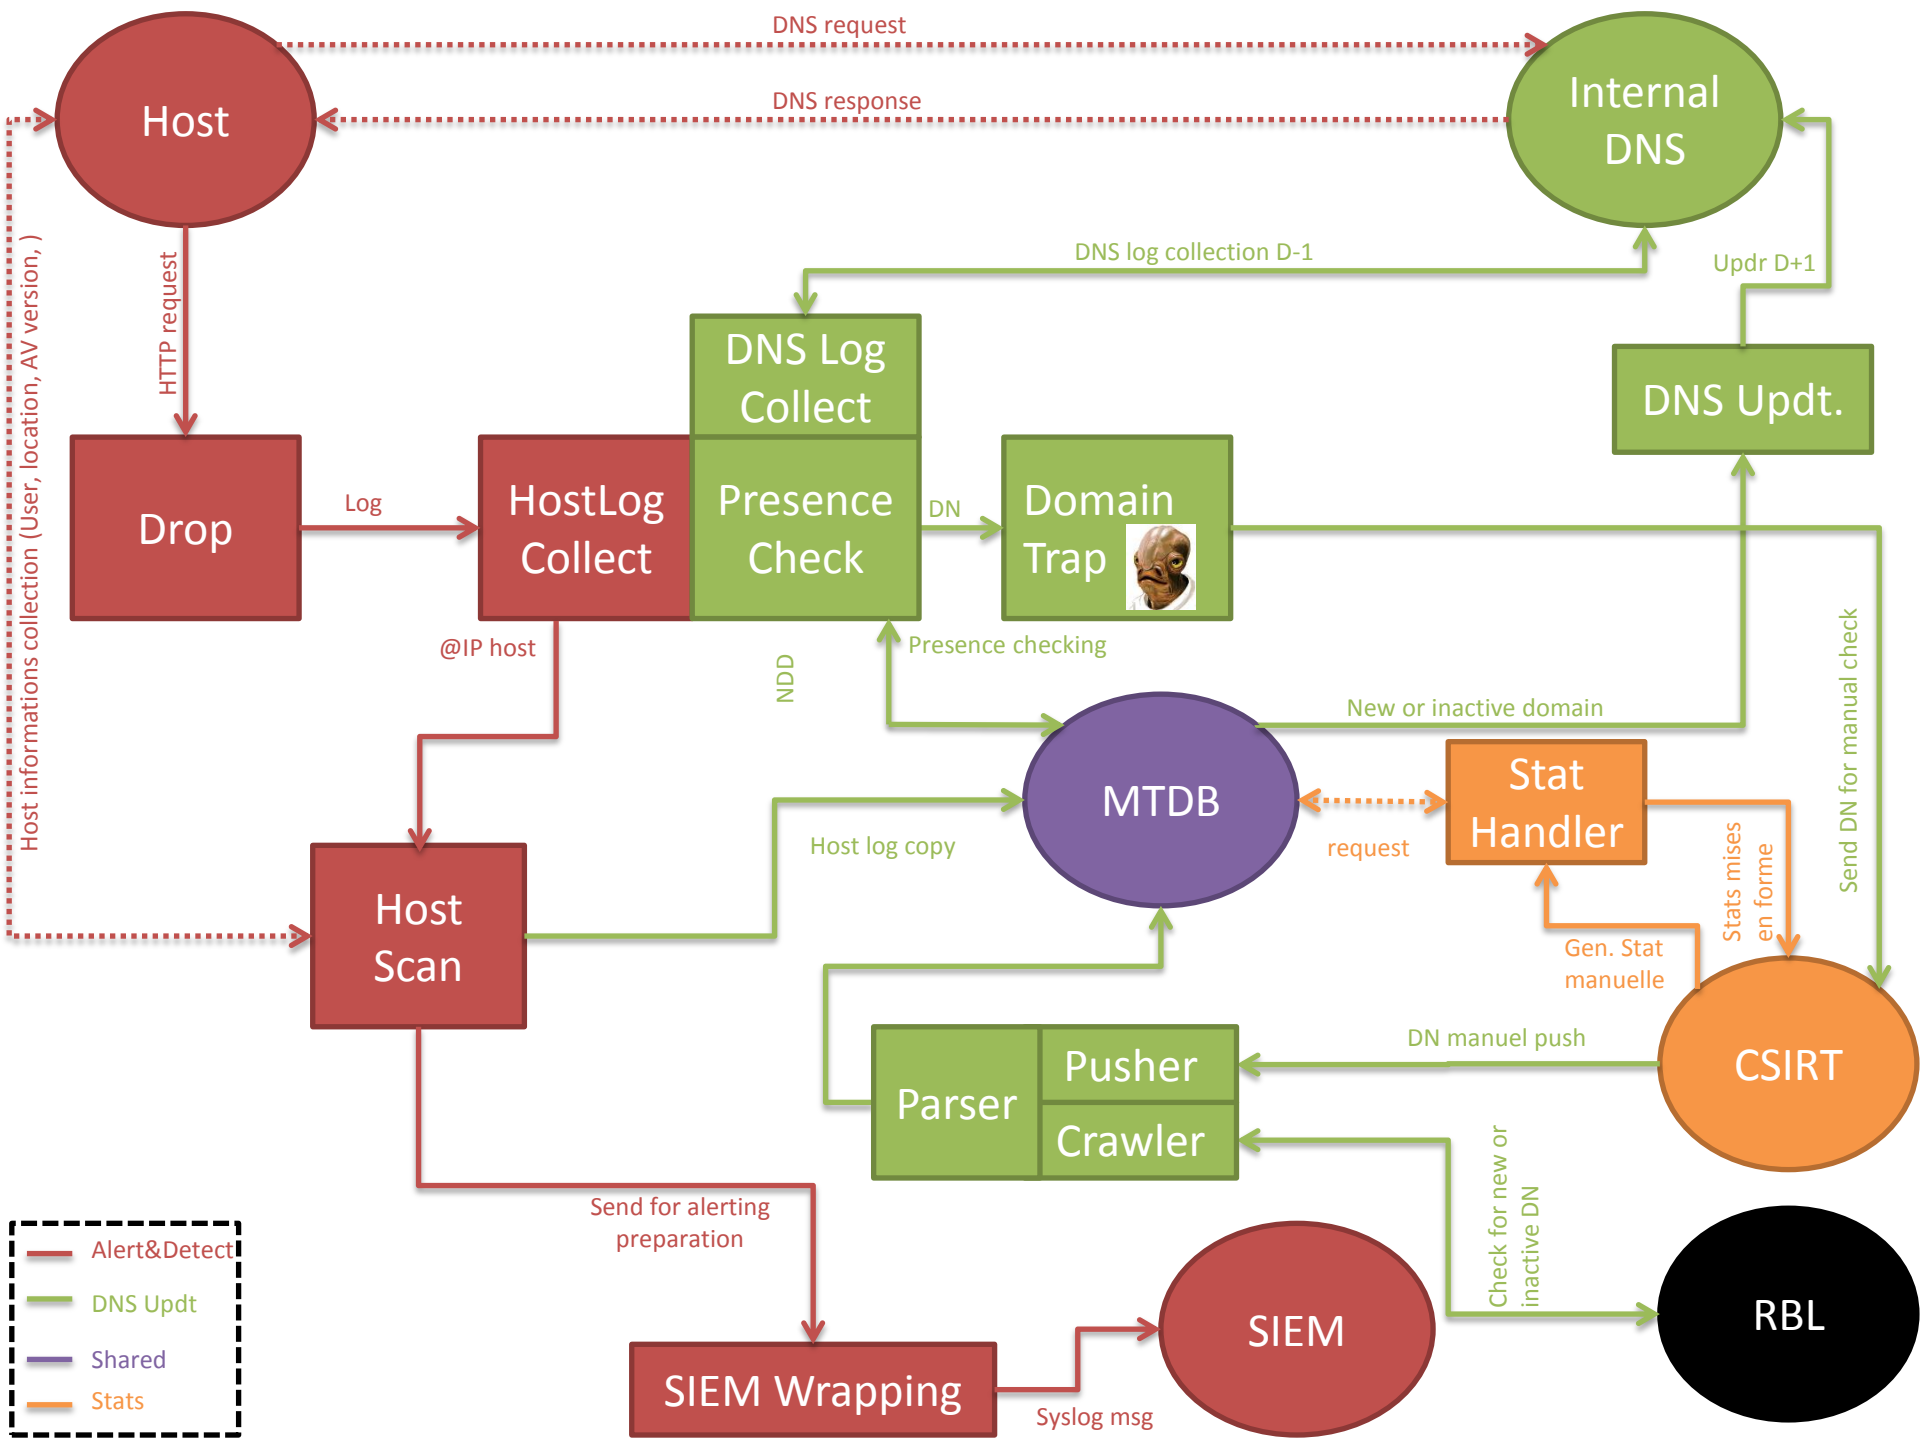 DNS request
Host
Internal
DNS
DNS response
Host informations collection (User, location, AV version, )
HTTP request
DNS log collection D-1
Updr D+1
DNS Log
Collect
DNS Updt.
Drop
Log
HostLog
Collect
Presence
Check
DN
Domain
Trap
@IP host
NDD
Presence checking
New or inactive domain
Send DN for manual check
MTDB
request
Stat
Handler
Stats mises
en forme
Host log copy
Host
Scan
Gen. Stat
manuelle
DN manuel push
CSIRT
Parser
Pusher
Crawler
Check for new or
inactive DN
Send for alerting
preparation
SIEM Wrapping
Syslog msg
SIEM
RBL
Alert&Detect
DNS Updt
Shared
Stats